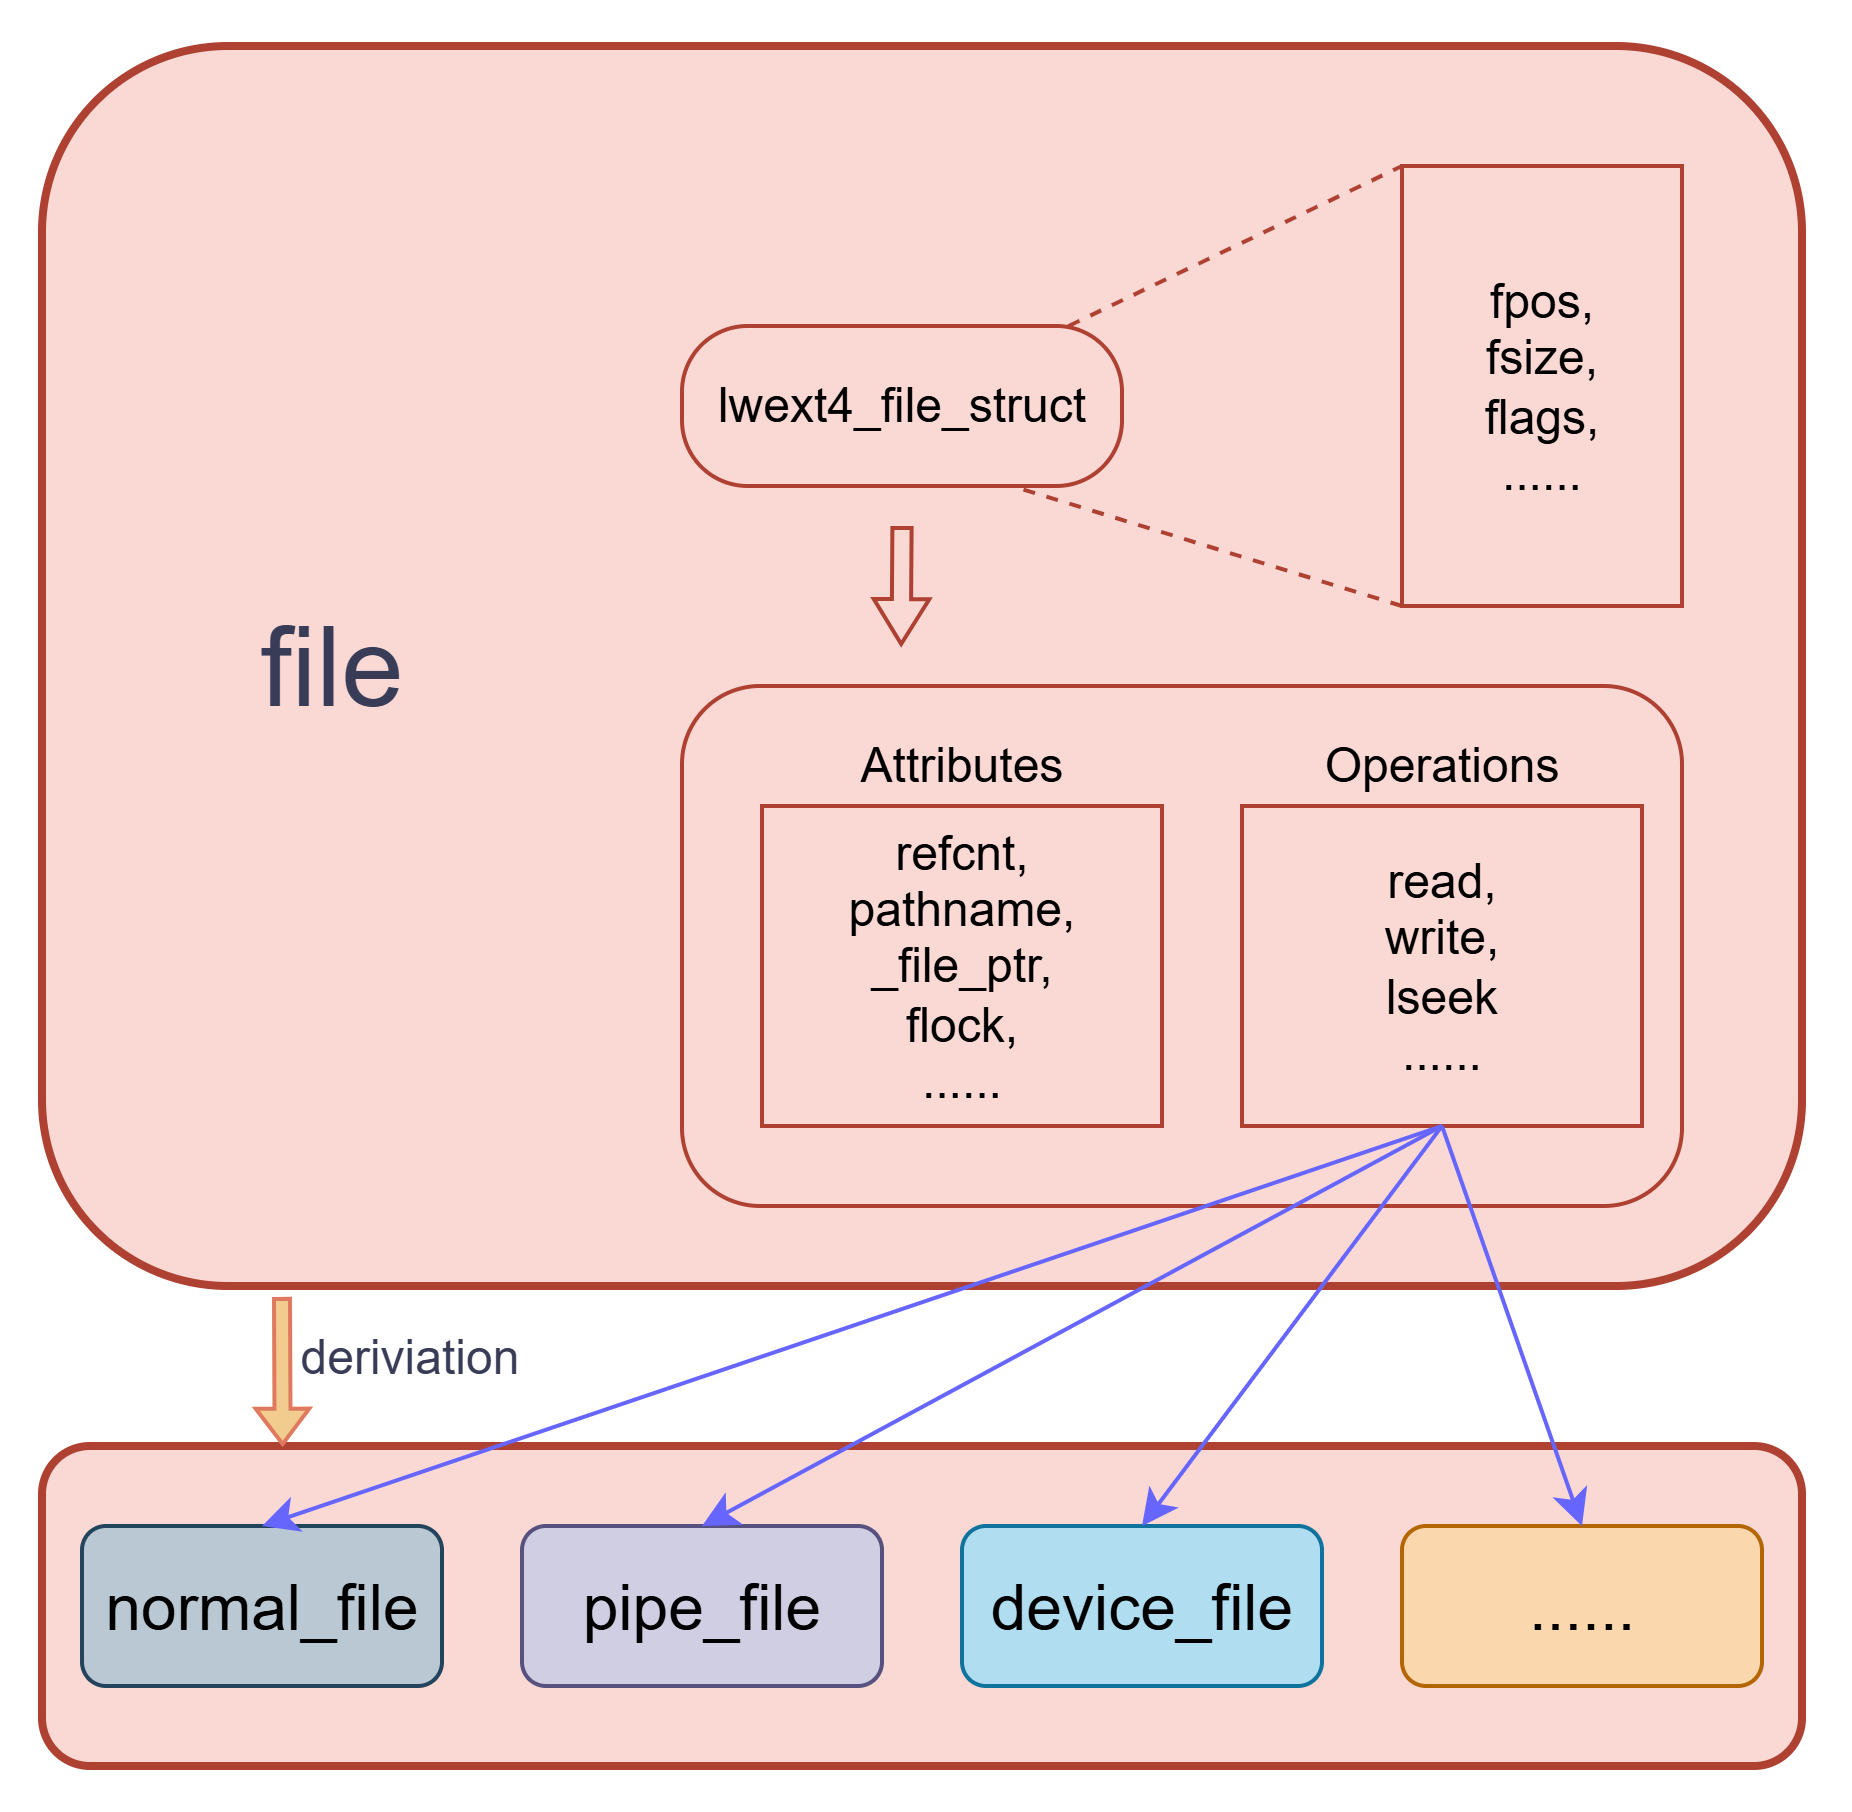 file
lwext4_file_struct
fpos,
fsize,
flags,
......
Attributes
refcnt,
pathname,
_file_ptr,
flock,
......
Operations
read,
write,
lseek
......
deriviation
normal_file
pipe_file
device_file
......